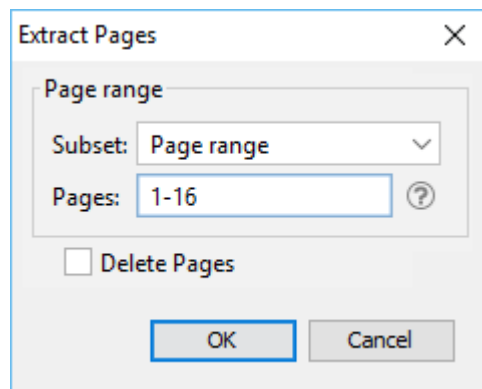 Extract Pages
Page range
Subset: Page range
Pages: 1-16
Delete Pages
OK Cancel